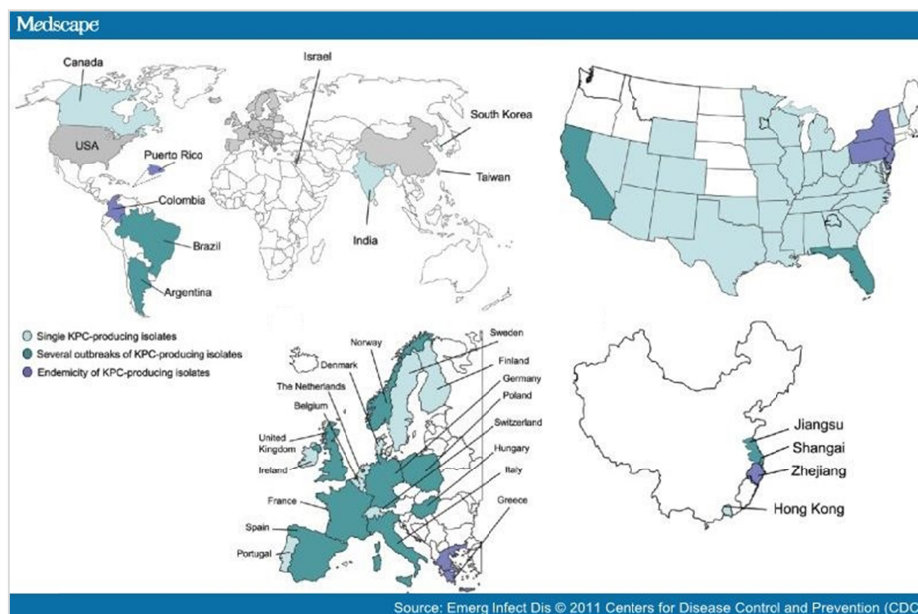 Medscape
Canada
Israel
USA
South Korea
Puerto Rico
Taiwan
Colombia
India
Brazil
Argentina
Single KPC-producing isolates
Several outbreaks of KPC-producing isolates
Endemicity of KPC-producing isolates
Sweden
Norway
Finland
Denmark
Germany
The Netherlands
Poland
Belgium
Switzerland
United
Kingdom
Hungary
Ireland
Italy
France
Greece
Spain
Portugal
Jiangsu
Shangai
Zhejiang
Hong Kong
Source: Emerg Infect Dis © 2011 Centers for Disease Control and Prevention (CDC